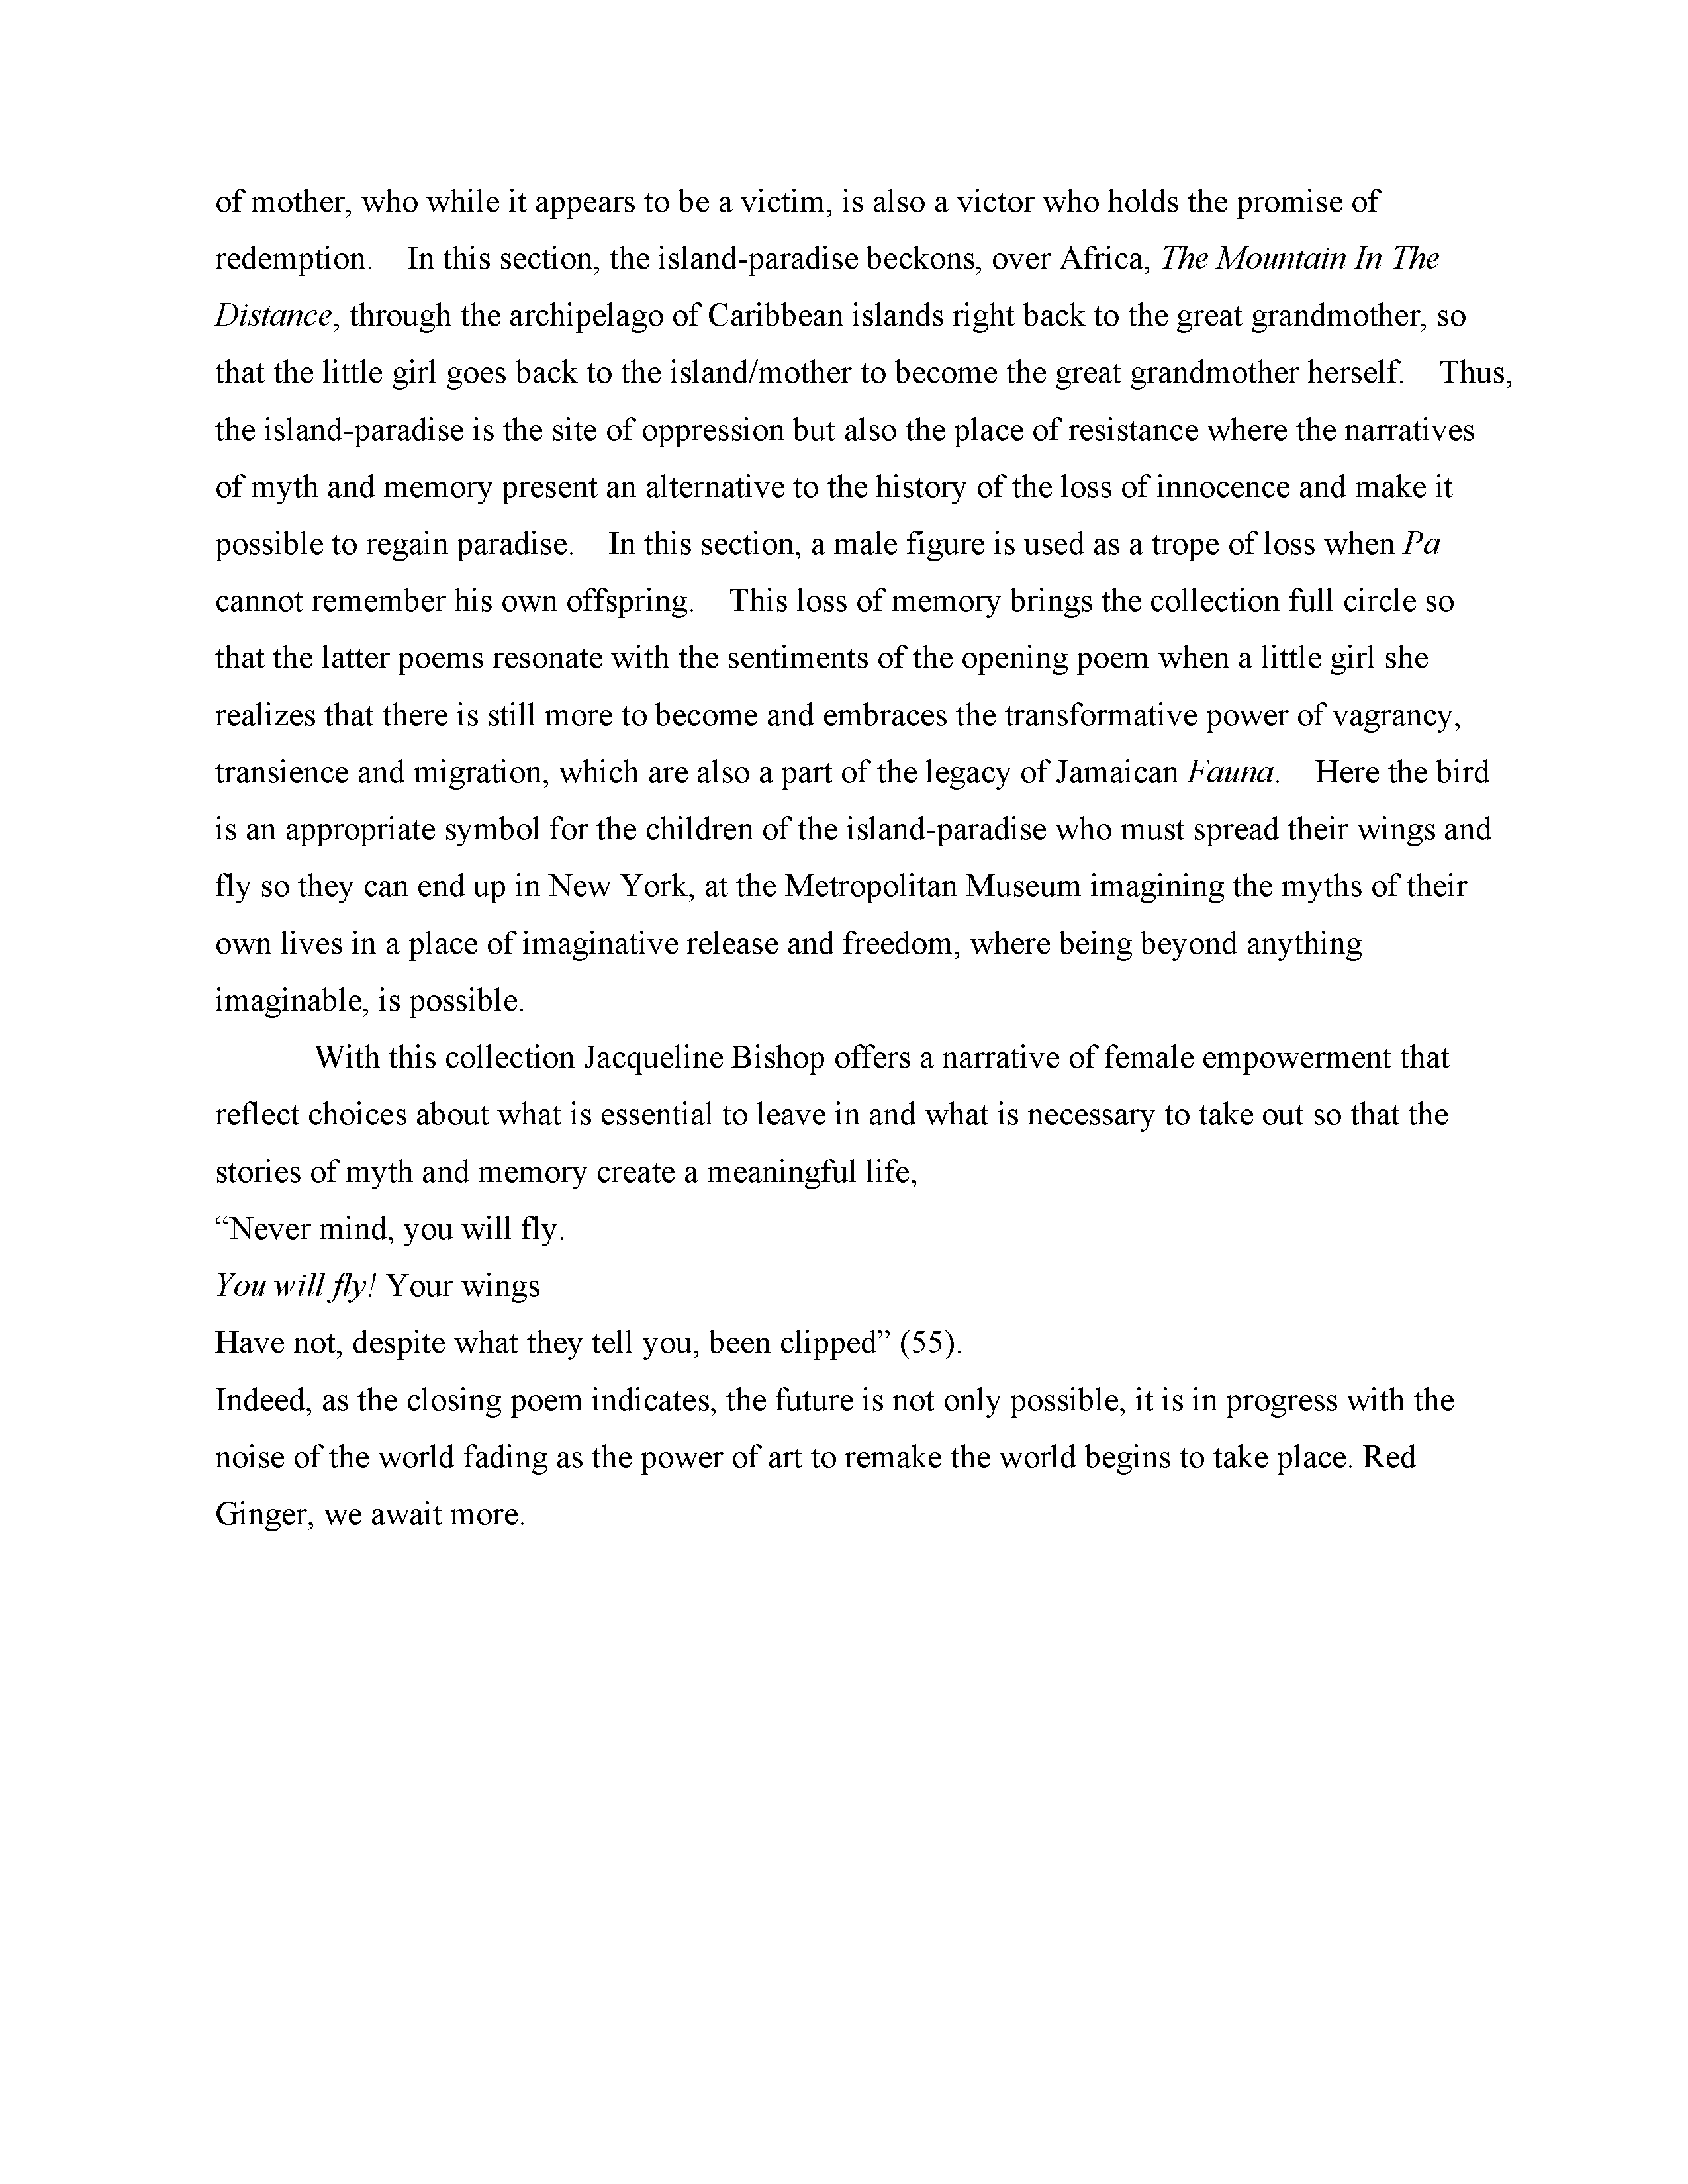 of mother, who while it appears to be a victim, is also a victor who holds the promise of
redemption.    In this section, the island-paradise beckons, over Africa, The Mountain In The
Distance, through the archipelago of Caribbean islands right back to the great grandmother, so
that the little girl goes back to the island/mother to become the great grandmother herself.    Thus,
the island-paradise is the site of oppression but also the place of resistance where the narratives
of myth and memory present an alternative to the history of the loss of innocence and make it
possible to regain paradise.    In this section, a male figure is used as a trope of loss when Pa
cannot remember his own offspring.    This loss of memory brings the collection full circle so
that the latter poems resonate with the sentiments of the opening poem when a little girl she
realizes that there is still more to become and embraces the transformative power of vagrancy,
transience and migration, which are also a part of the legacy of Jamaican Fauna.    Here the bird
is an appropriate symbol for the children of the island-paradise who must spread their wings and
fly so they can end up in New York, at the Metropolitan Museum imagining the myths of their
own lives in a place of imaginative release and freedom, where being beyond anything
imaginable, is possible.
With this collection Jacqueline Bishop offers a narrative of female empowerment that
reflect choices about what is essential to leave in and what is necessary to take out so that the
stories of myth and memory create a meaningful life,
“Never mind, you will fly.
You will fly! Your wings
Have not, despite what they tell you, been clipped” (55).
Indeed, as the closing poem indicates, the future is not only possible, it is in progress with the
noise of the world fading as the power of art to remake the world begins to take place. Red
Ginger, we await more.